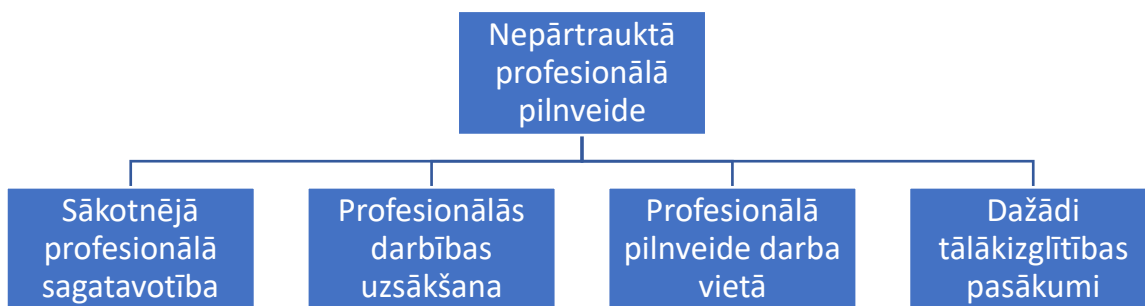 Nepārtrauktā
profesionālā
pilnveide
Sākotnējā
profesionālā
sagatavotība
Profesionālās
darbības
uzsākšana
Profesionālā
pilnveide darba
vietā
Dažādi
tālākizglītības
pasākumi